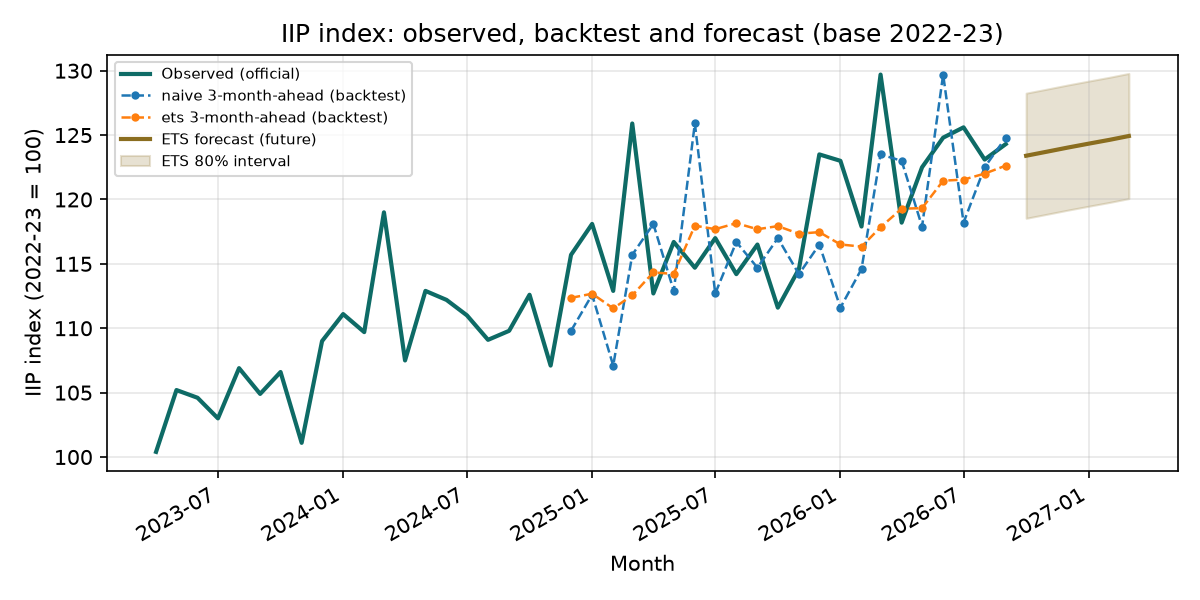 IIP index: observed, backtest and forecast (base 2022-23)
Observed (official)
naive 3-month-ahead (backtest)
ets 3-month-ahead (backtest)
ETS forecast (future)
ETS 80% interval
IIP index (2022-23 = 100)
130
125
120
115
110
105
100
2023-07
2024-01
2024-07
2025-01
2025-07
2026-01
2026-07
2027-01
Month